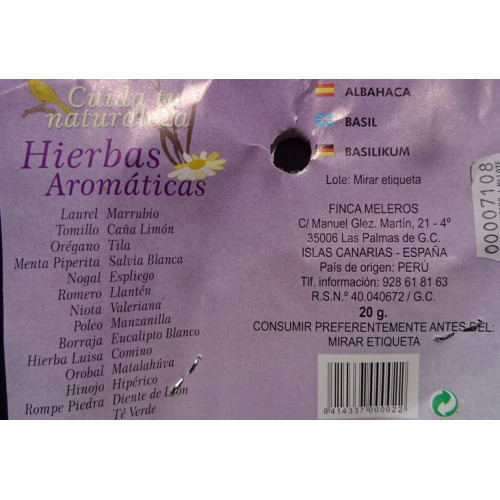 Cuida tu
naturaleza
Hierbas
Aromáticas
Laurel Marrubio
Tomillo Caña Limón
Orégano Tila
Menta Piperita Salvia Blanca
Nogal Espliego
Romero Llantén
Niota Valeriana
Poleo Manzanilla
Borraja Eucalipto Blanco
Hierba Luisa Comino
Orobal Matalahúva
Hinojo Hipérico
Rompe Piedra Diente de León
Té Verde
ALBAHACA
BASIL
BASILIKUM
Lote: Mirar etiqueta
FINCA MELEROS
C/ Manuel Glez. Martín, 21 - 4º
35006 Las Palmas de G.C.
ISLAS CANARIAS - ESPAÑA
País de origen: PERÚ
Tlf. información: 928 61 81 63
R.S.N.º 40.040672 / G.C.
20 g.
CONSUMIR PREFERENTEMENTE ANTES DEL:
MIRAR ETIQUETA
8414337000022
00007108